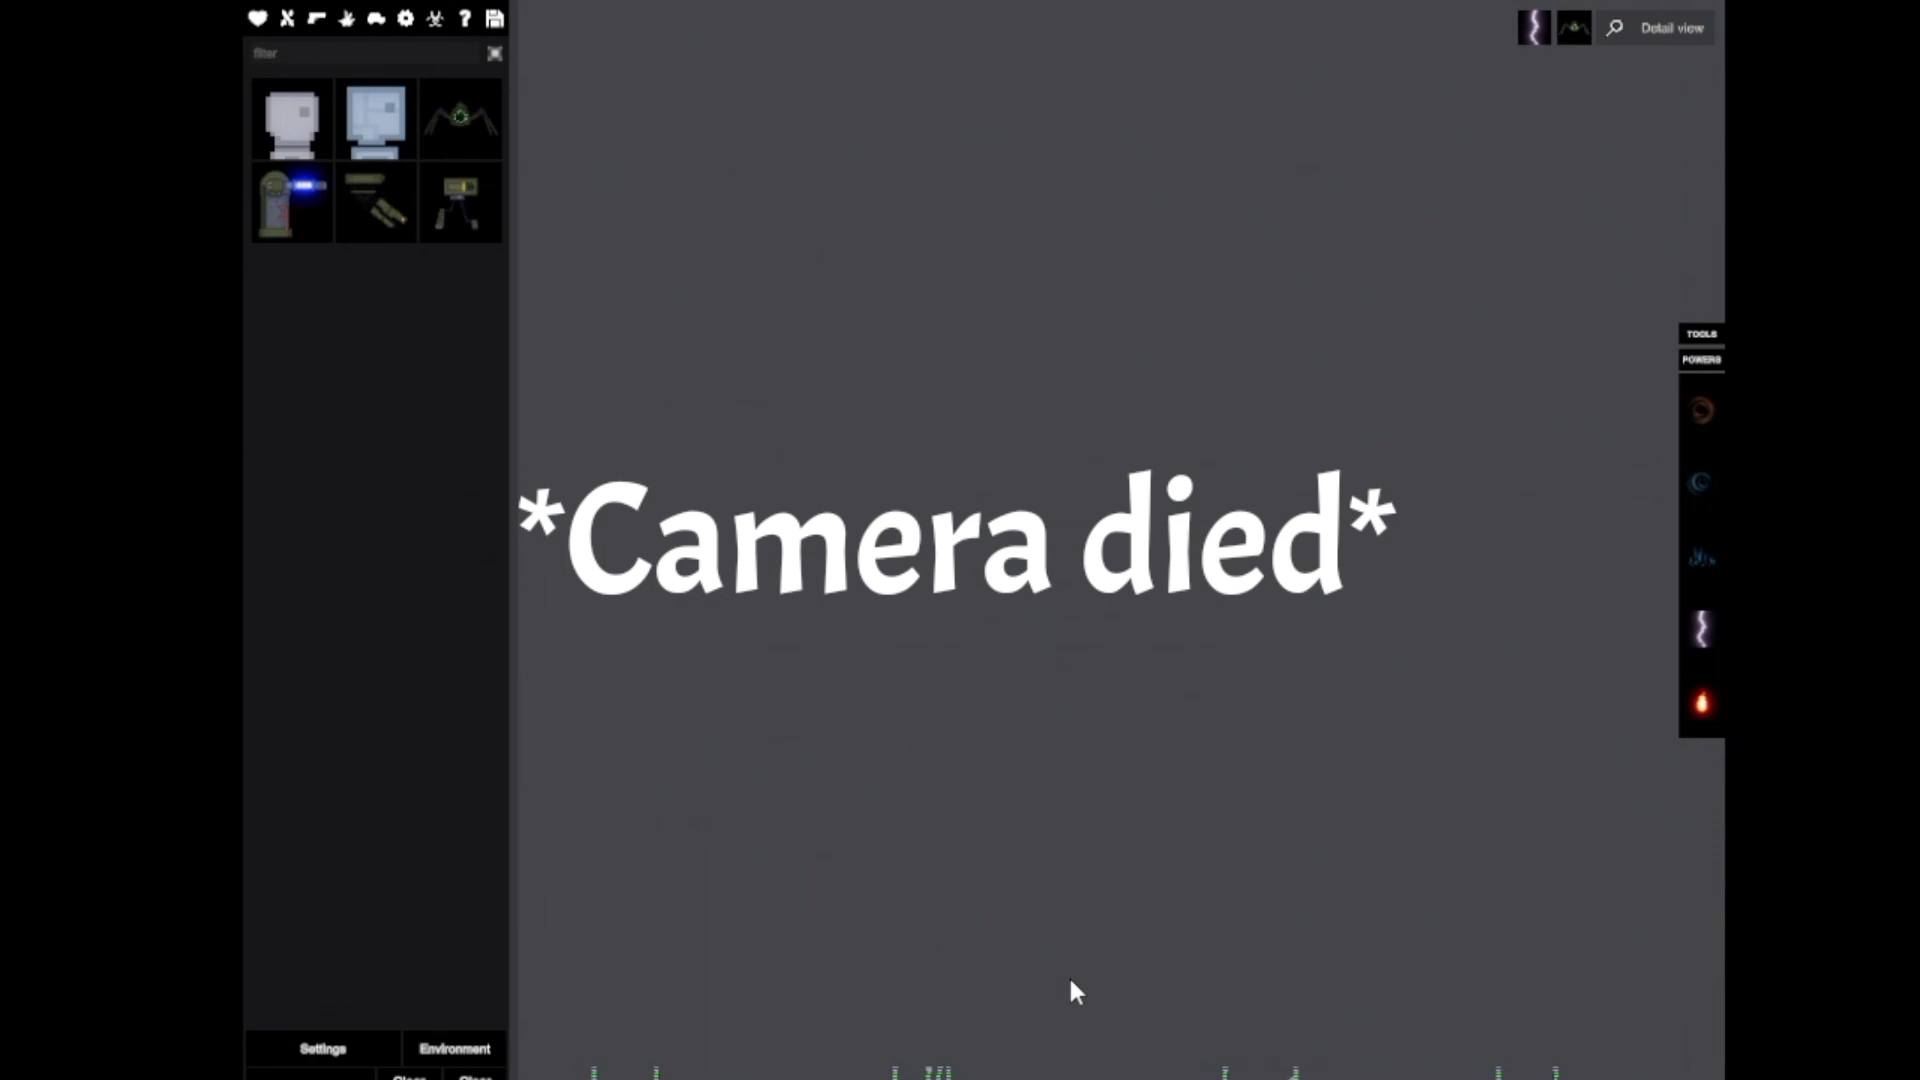 filter
Detail view
TOOLS
POWERS
*Camera died*
Settings
Environment